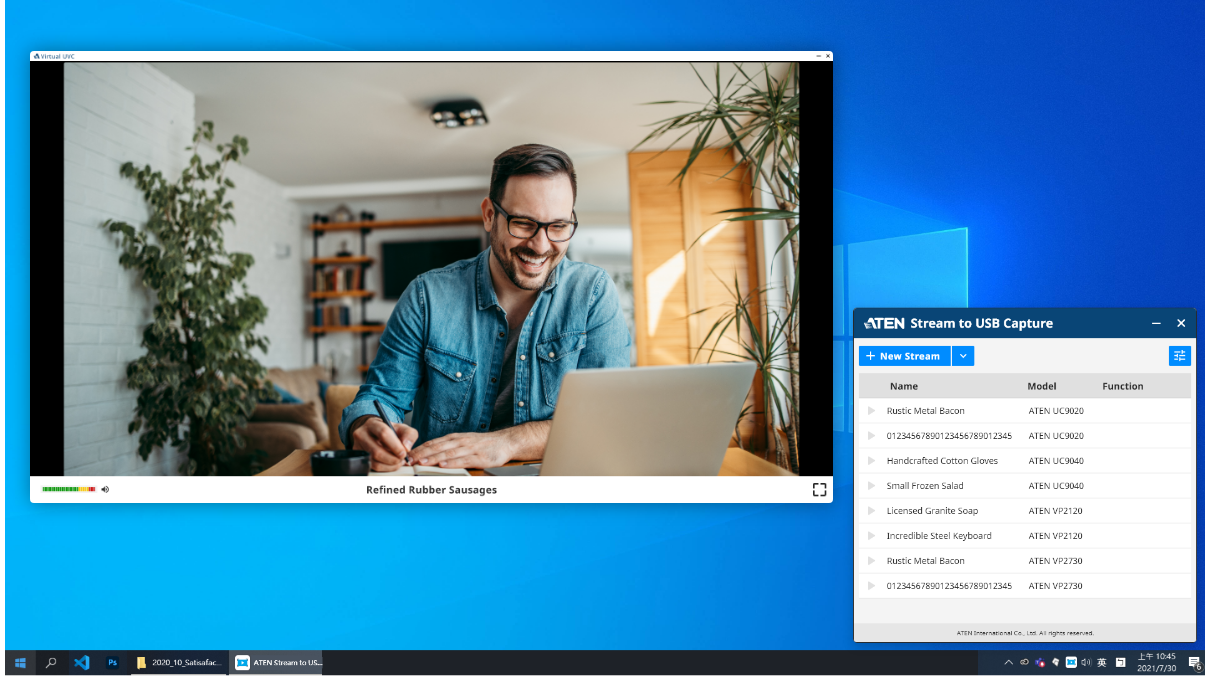 Virtual UVC
Refined Rubber Sausages
ATEN Stream to USB Capture
+ New Stream
Name Model Function
Rustic Metal Bacon ATEN UC9020
01234567890123456789012345 ATEN UC9020
Handcrafted Cotton Gloves ATEN UC9040
Small Frozen Salad ATEN UC9040
Licensed Granite Soap ATEN VP2120
Incredible Steel Keyboard ATEN VP2120
Rustic Metal Bacon ATEN VP2730
01234567890123456789012345 ATEN VP2730
ATEN International Co., Ltd. All rights reserved.
Ps
2020_10_Satisafac...
ATEN Stream to US...
英
上午 10:45
2021/7/30
6